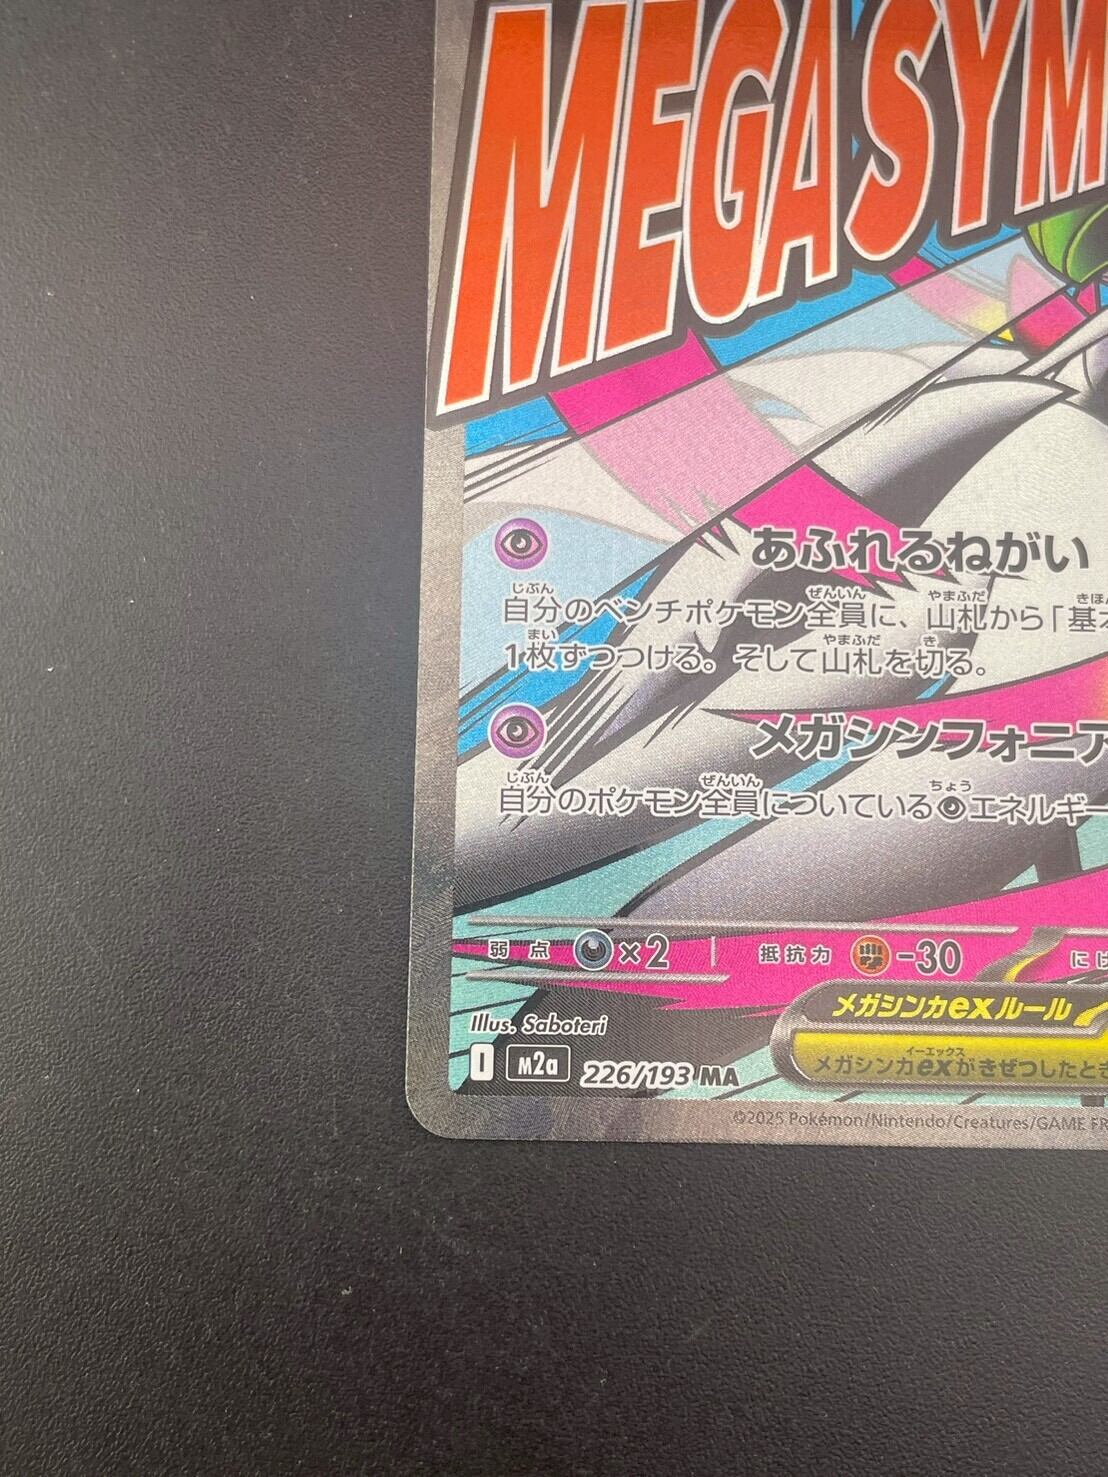 MEGA SYM
あふれるねがい
自分のベンチポケモン全員に、山札から「基
1枚ずつつける。そして山札を切る。
メガシンフォニア
自分のポケモン全員についている超エネルギー
弱点 ×2 抵抗力 -30 にげ
Illus. Saboteri
メガシンカexルール
I m2a 226/193 MA
メガシンカexがきぜつしたとき
©2025 Pokémon/Nintendo/Creatures/GAME FR